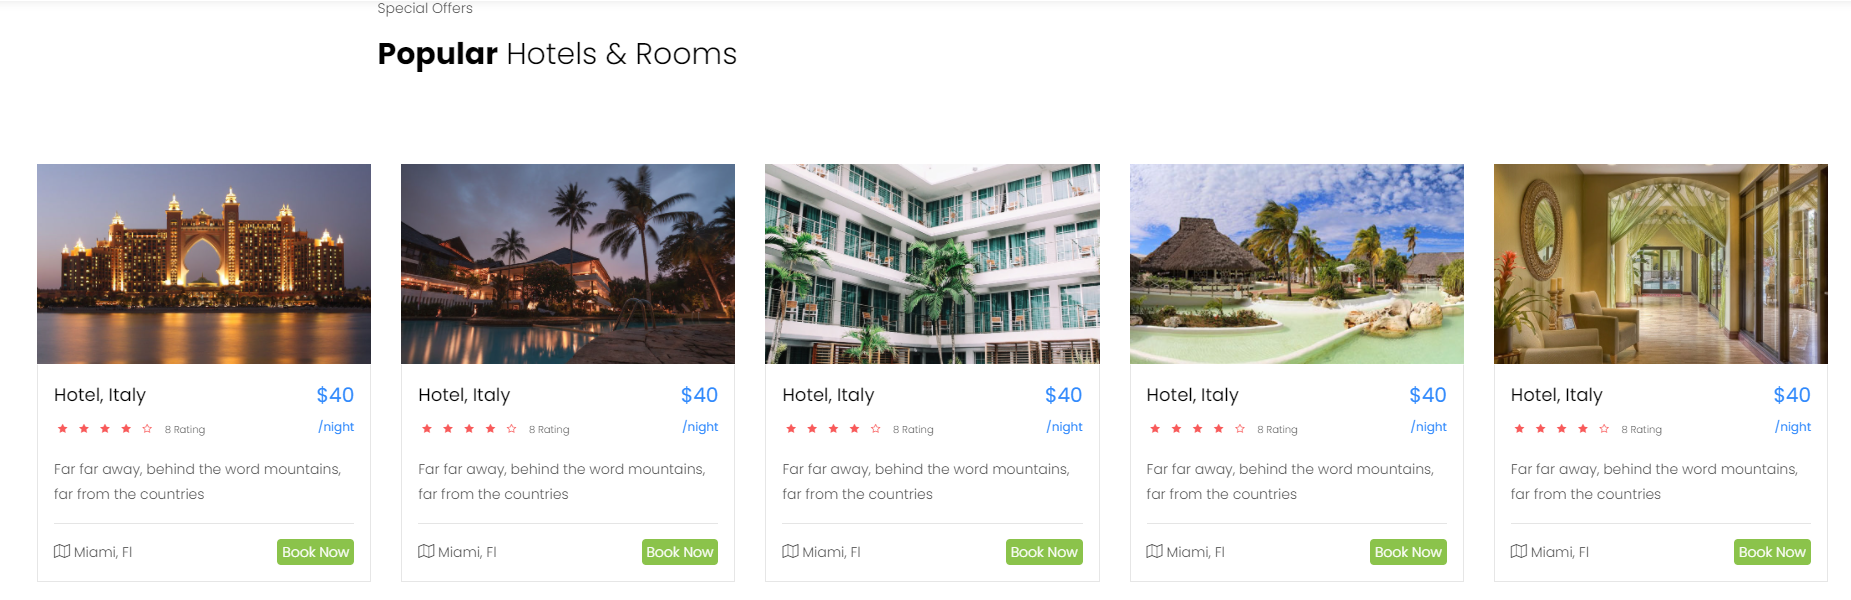 Special Offers
Popular Hotels & Rooms
Hotel, Italy
$40
8 Rating
/night
Far far away, behind the word mountains,
far from the countries
Miami, Fl
Book Now
Hotel, Italy
$40
8 Rating
/night
Far far away, behind the word mountains,
far from the countries
Miami, Fl
Book Now
Hotel, Italy
$40
8 Rating
/night
Far far away, behind the word mountains,
far from the countries
Miami, Fl
Book Now
Hotel, Italy
$40
8 Rating
/night
Far far away, behind the word mountains,
far from the countries
Miami, Fl
Book Now
Hotel, Italy
$40
8 Rating
/night
Far far away, behind the word mountains,
far from the countries
Miami, Fl
Book Now